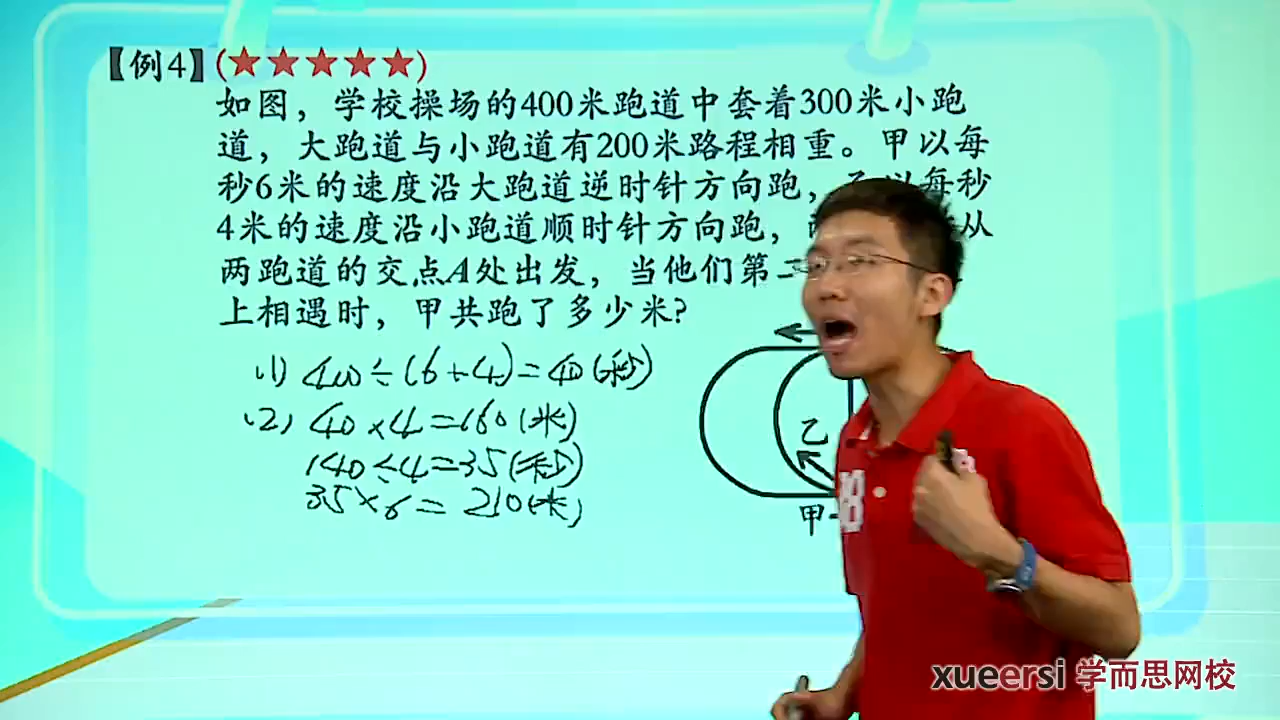 【例4】(★★★★★)
如图，学校操场的400米跑道中套着300米小跑
道，大跑道与小跑道有200米路程相重。甲以每
秒6米的速度沿大跑道逆时针方向跑，乙以每秒
4米的速度沿小跑道顺时针方向跑，从
两跑道的交点A处出发，当他们第二
上相遇时，甲共跑了多少米?
(1) 400÷(6+4)=40(秒)
(2) 40×4=160(米)
140÷4=35(秒)
35×6=210(米)
乙
甲
xueersi 学而思网校